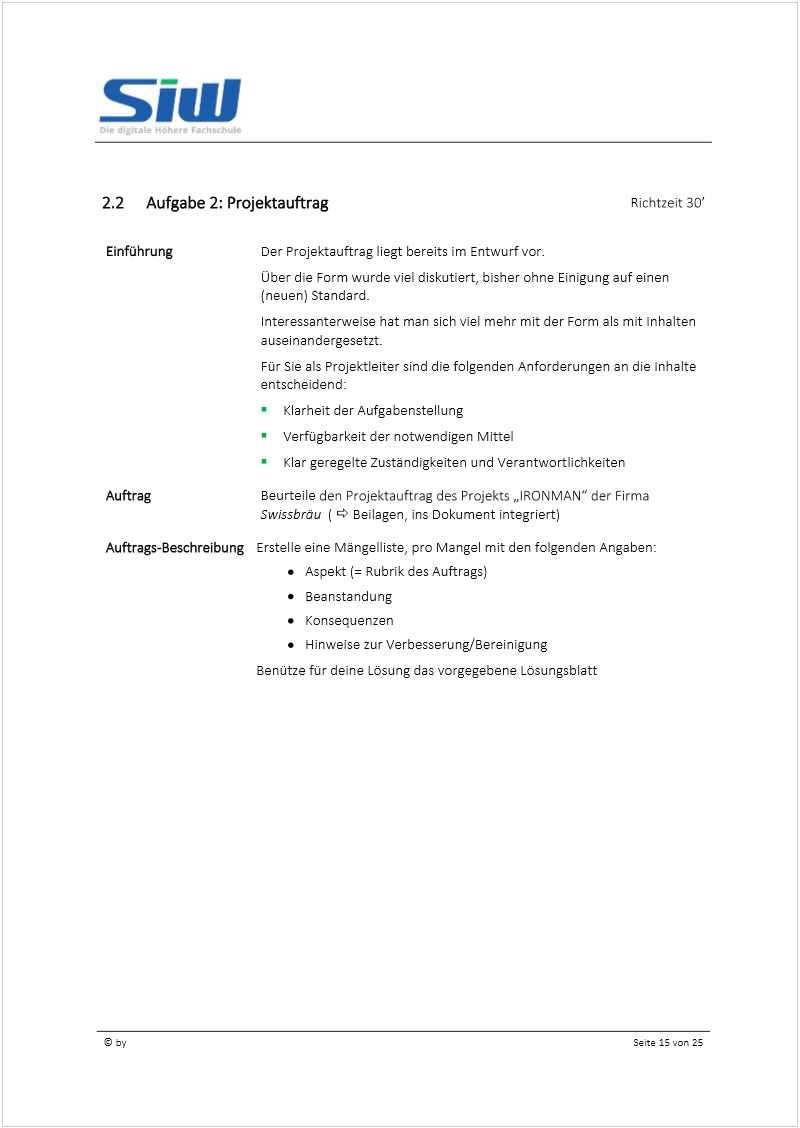 SIW
Die digitale Höhere Fachschule
2.2 Aufgabe 2: Projektauftrag Richtzeit 30’
Einführung Der Projektauftrag liegt bereits im Entwurf vor.
Über die Form wurde viel diskutiert, bisher ohne Einigung auf einen
(neuen) Standard.
Interessanterweise hat man sich viel mehr mit der Form als mit Inhalten
auseinandergesetzt.
Für Sie als Projektleiter sind die folgenden Anforderungen an die Inhalte
entscheidend:
▪ Klarheit der Aufgabenstellung
▪ Verfügbarkeit der notwendigen Mittel
▪ Klar geregelte Zuständigkeiten und Verantwortlichkeiten
Auftrag Beurteile den Projektauftrag des Projekts „IRONMAN“ der Firma
Swissbräu ( ⇨ Beilagen, ins Dokument integriert)
Auftrags-Beschreibung Erstelle eine Mängelliste, pro Mangel mit den folgenden Angaben:
● Aspekt (= Rubrik des Auftrags)
● Beanstandung
● Konsequenzen
● Hinweise zur Verbesserung/Bereinigung
Benütze für deine Lösung das vorgegebene Lösungsblatt
© by Seite 15 von 25